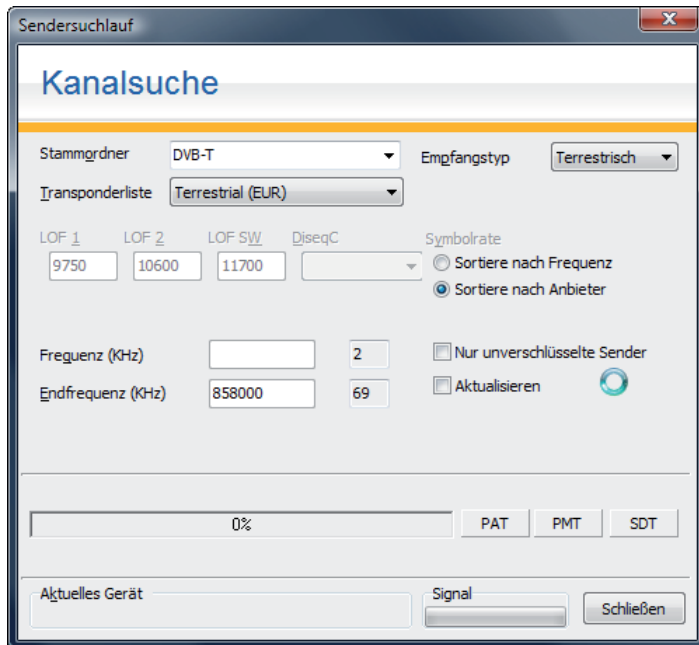 Sendersuchlauf
Kanalsuche
Stammordner DVB-T Empfangstyp Terrestrisch
Transponderliste Terrestrial (EUR)
LOF 1 LOF 2 LOF SW DiseqC Symbolrate
9750 10600 11700 Sortiere nach Frequenz
Sortiere nach Anbieter
Frequenz (KHz) 2 Nur unverschlüsselte Sender
Endfrequenz (KHz) 858000 69 Aktualisieren
0% PAT PMT SDT
Aktuelles Gerät Signal
Schließen